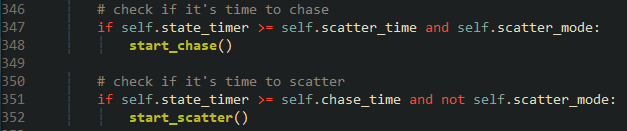 346 # check if it's time to chase
347 if self.state_timer >= self.scatter_time and self.scatter_mode:
348 start_chase()
349
350 # check if it's time to scatter
351 if self.state_timer >= self.chase_time and not self.scatter_mode:
352 start_scatter()